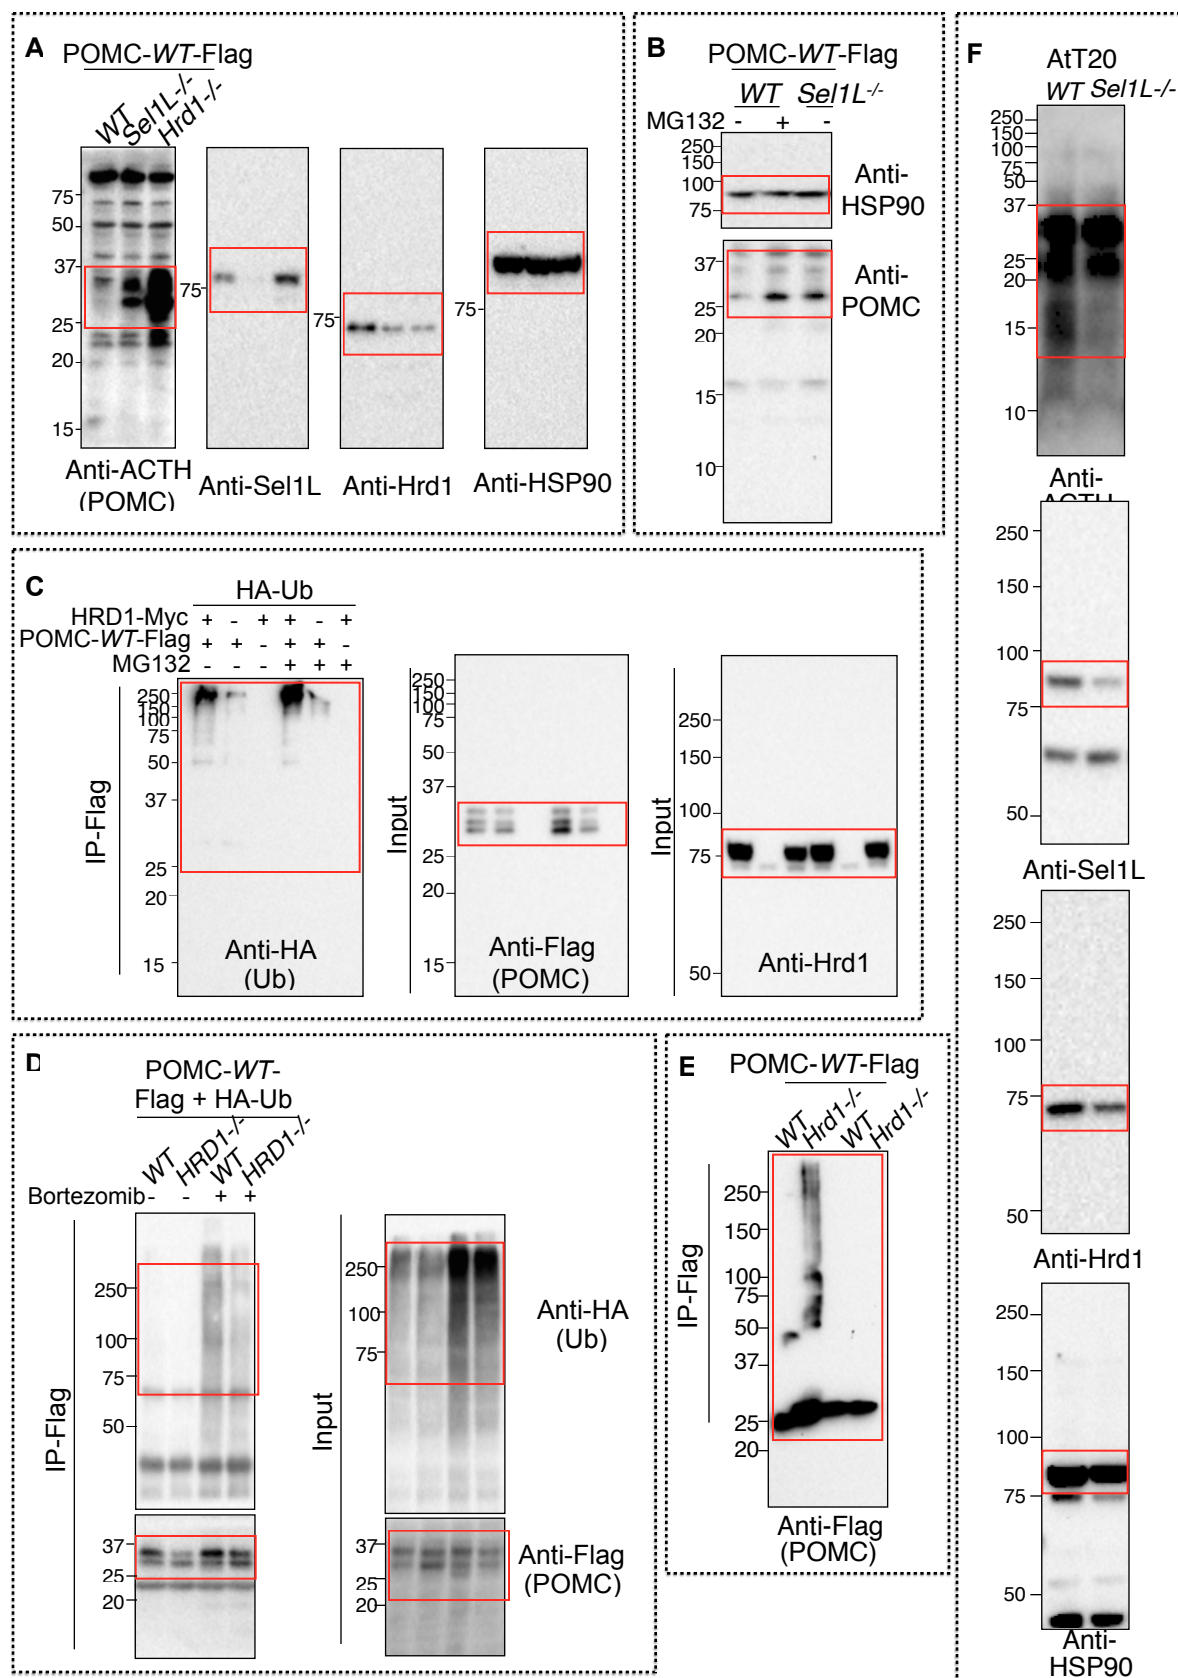 A
POMC-WT-Flag
WT
Sel1L-/-
Hrd1-/-
75
50
37
25
20
15
75
75
75
Anti-ACTH
(POMC)
Anti-Sel1L
Anti-Hrd1
Anti-HSP90
B
POMC-WT-Flag
WT Sel1L-/-
MG132 - + -
250
150
100
75
Anti-
HSP90
37
25
20
15
10
Anti-
POMC
C
HA-Ub
HRD1-Myc + - + + - +
POMC-WT-Flag + + - + + -
MG132 - - - + + +
IP-Flag
250
150
100
75
50
37
25
20
15
Anti-HA
(Ub)
Input
250
150
100
75
50
37
25
20
15
Anti-Flag
(POMC)
Input
250
150
100
75
50
Anti-Hrd1
D
POMC-WT-
Flag + HA-Ub
WT
HRD1-/-
WT
HRD1-/-
Bortezomib - - + +
IP-Flag
250
100
75
50
37
25
20
Input
250
100
75
37
25
20
Anti-HA
(Ub)
Anti-Flag
(POMC)
E
POMC-WT-Flag
WT
Hrd1-/-
WT
Hrd1-/-
IP-Flag
250
150
100
75
50
37
25
20
Anti-Flag
(POMC)
F
AtT20
WT Sel1L-/-
250
150
75
50
37
25
20
15
10
Anti-
ACTH
250
150
100
75
50
Anti-Sel1L
250
150
100
75
50
Anti-Hrd1
250
150
100
75
50
Anti-
HSP90